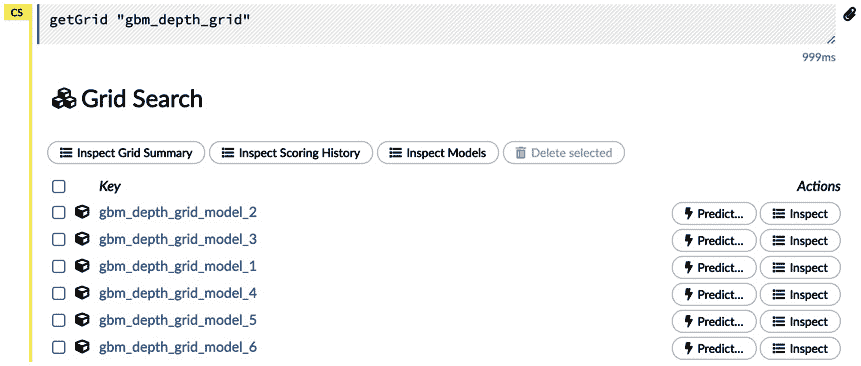 CS
getGrid "gbm_depth_grid"
999ms
Grid Search
Inspect Grid Summary Inspect Scoring History Inspect Models Delete selected
Key Actions
gbm_depth_grid_model_2 Predict... Inspect
gbm_depth_grid_model_3 Predict... Inspect
gbm_depth_grid_model_1 Predict... Inspect
gbm_depth_grid_model_4 Predict... Inspect
gbm_depth_grid_model_5 Predict... Inspect
gbm_depth_grid_model_6 Predict... Inspect